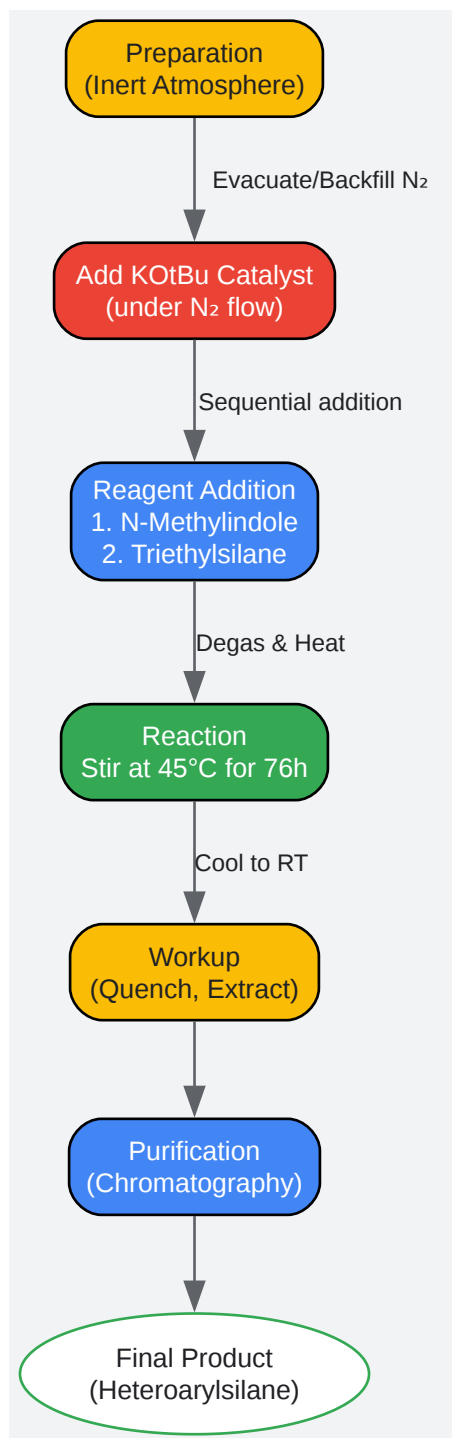 Preparation
(Inert Atmosphere)
Evacuate/Backfill N₂
Add KOtBu Catalyst
(under N₂ flow)
Sequential addition
Reagent Addition
1. N-Methylindole
2. Triethylsilane
Degas & Heat
Reaction
Stir at 45°C for 76h
Cool to RT
Workup
(Quench, Extract)
Purification
(Chromatography)
Final Product
(Heteroarylsilane)